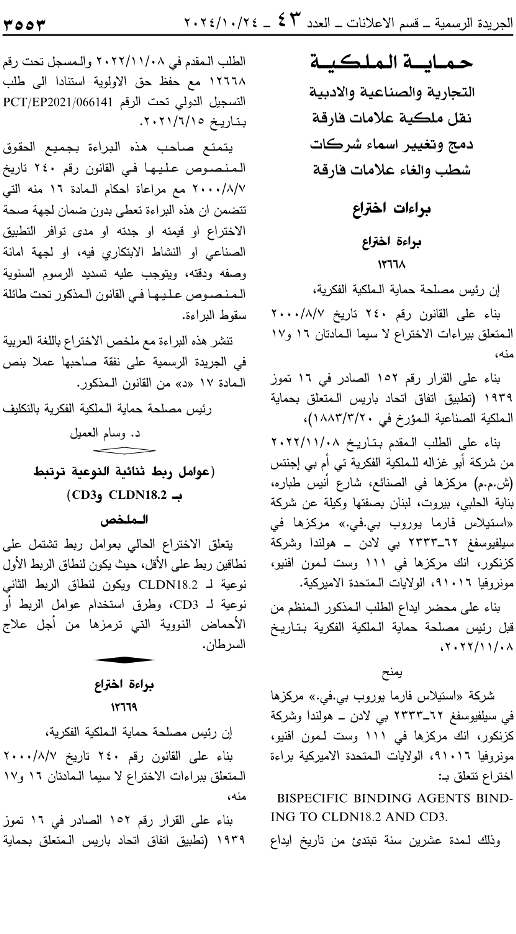 الجريدة الرسمية ـ قسم الاعلانات ـ العدد ٤٣ ـ ٢٠٢٤/١٠/٢٤
٣٥٥٣
حماية الملكية
التجارية والصناعية والادبية
نقل ملكية علامات فارقة
دمج وتغيير اسماء شركات
شطب والغاء علامات فارقة
براءات اختراع
براءة اختراع
١٣٦٦٨
إن رئيس مصلحة حماية الملكية الفكرية،
بناء على القانون رقم ٢٤٠ تاريخ ٢٠٠٠/٨/٧
المتعلق ببراءات الاختراع لا سيما المادتان ١٦ و١٧
منه،
بناء على القرار رقم ١٥٢ الصادر في ١٦ تموز
١٩٣٩ (تطبيق اتفاق اتحاد باريس المتعلق بحماية
الملكية الصناعية المؤرخ في ١٨٨٣/٣/٢٠)،
بناء على الطلب المقدم بتاريخ ٢٠٢٢/١١/٠٨
من شركة أبو غزاله للملكية الفكرية تي أم بي إجنتس
(ش.م.م) مركزها في الصنائع، شارع أنيس طباره،
بناية الحلبي، بيروت، لبنان بصفتها وكيلة عن شركة
«استيلاس فارما يوروب بي.في.» مركزها في
سيلفيوسفغ ٦٢ــ٢٣٣٣ بي لادن ــ هولندا وشركة
كزنكور، انك مركزها في ١١١ وست لمون افنيو،
مونروفيا ٩١٠١٦، الولايات المتحدة الاميركية.
بناء على محضر ايداع الطلب المذكور المنظم من
قبل رئيس مصلحة حماية الملكية الفكرية بتاريخ
٢٠٢٢/١١/٠٨،
يمنح
شركة «استيلاس فارما يوروب بي.في.» مركزها
في سيلفيوسفغ ٦٢ــ٢٣٣٣ بي لادن ــ هولندا وشركة
كزنكور، انك مركزها في ١١١ وست لمون افنيو،
مونروفيا ٩١٠١٦، الولايات المتحدة الاميركية براءة
اختراع تتعلق بـ:
BISPECIFIC BINDING AGENTS BIND-
ING TO CLDN18.2 AND CD3.
وذلك لمدة عشرين سنة تبتدئ من تاريخ ايداع
الطلب المقدم في ٢٠٢٢/١١/٠٨ والمسجل تحت رقم
١٢٦٦٨ مع حفظ حق الاولوية استنادا الى طلب
التسجيل الدولي تحت الرقم PCT/EP2021/066141
بتاريخ ٢٠٢١/٦/١٥.
يتمتع صاحب هذه البراءة بجميع الحقوق
المنصوص عليها في القانون رقم ٢٤٠ تاريخ
٢٠٠٠/٨/٧ مع مراعاة احكام المادة ١٦ منه التي
تتضمن ان هذه البراءة تعطى بدون ضمان لجهة صحة
الاختراع او قيمته او جدته او مدى توافر التطبيق
الصناعي او النشاط الابتكاري فيه، او لجهة امانة
وصفه ودقته، ويتوجب عليه تسديد الرسوم السنوية
المنصوص عليها في القانون المذكور تحت طائلة
سقوط البراءة.
تنشر هذه البراءة مع ملخص الاختراع باللغة العربية
في الجريدة الرسمية على نفقة صاحبها عملا بنص
المادة ١٧ «د» من القانون المذكور.
رئيس مصلحة حماية الملكية الفكرية بالتكليف
د. وسام العميل
(عوامل ربط ثنائية النوعية ترتبط
بـ CLDN18.2 وCD3)
الملخص
يتعلق الاختراع الحالي بعوامل ربط تشتمل على
نطاقين ربط على الأقل، حيث يكون لنطاق الربط الأول
نوعية لـ CLDN18.2 ويكون لنطاق الربط الثاني
نوعية لـ CD3، وطرق استخدام عوامل الربط أو
الأحماض النووية التي ترمزها من أجل علاج
السرطان.
براءة اختراع
١٣٦٦٩
إن رئيس مصلحة حماية الملكية الفكرية،
بناء على القانون رقم ٢٤٠ تاريخ ٢٠٠٠/٨/٧
المتعلق ببراءات الاختراع لا سيما المادتان ١٦ و١٧
منه،
بناء على القرار رقم ١٥٢ الصادر في ١٦ تموز
١٩٣٩ (تطبيق اتفاق اتحاد باريس المتعلق بحماية